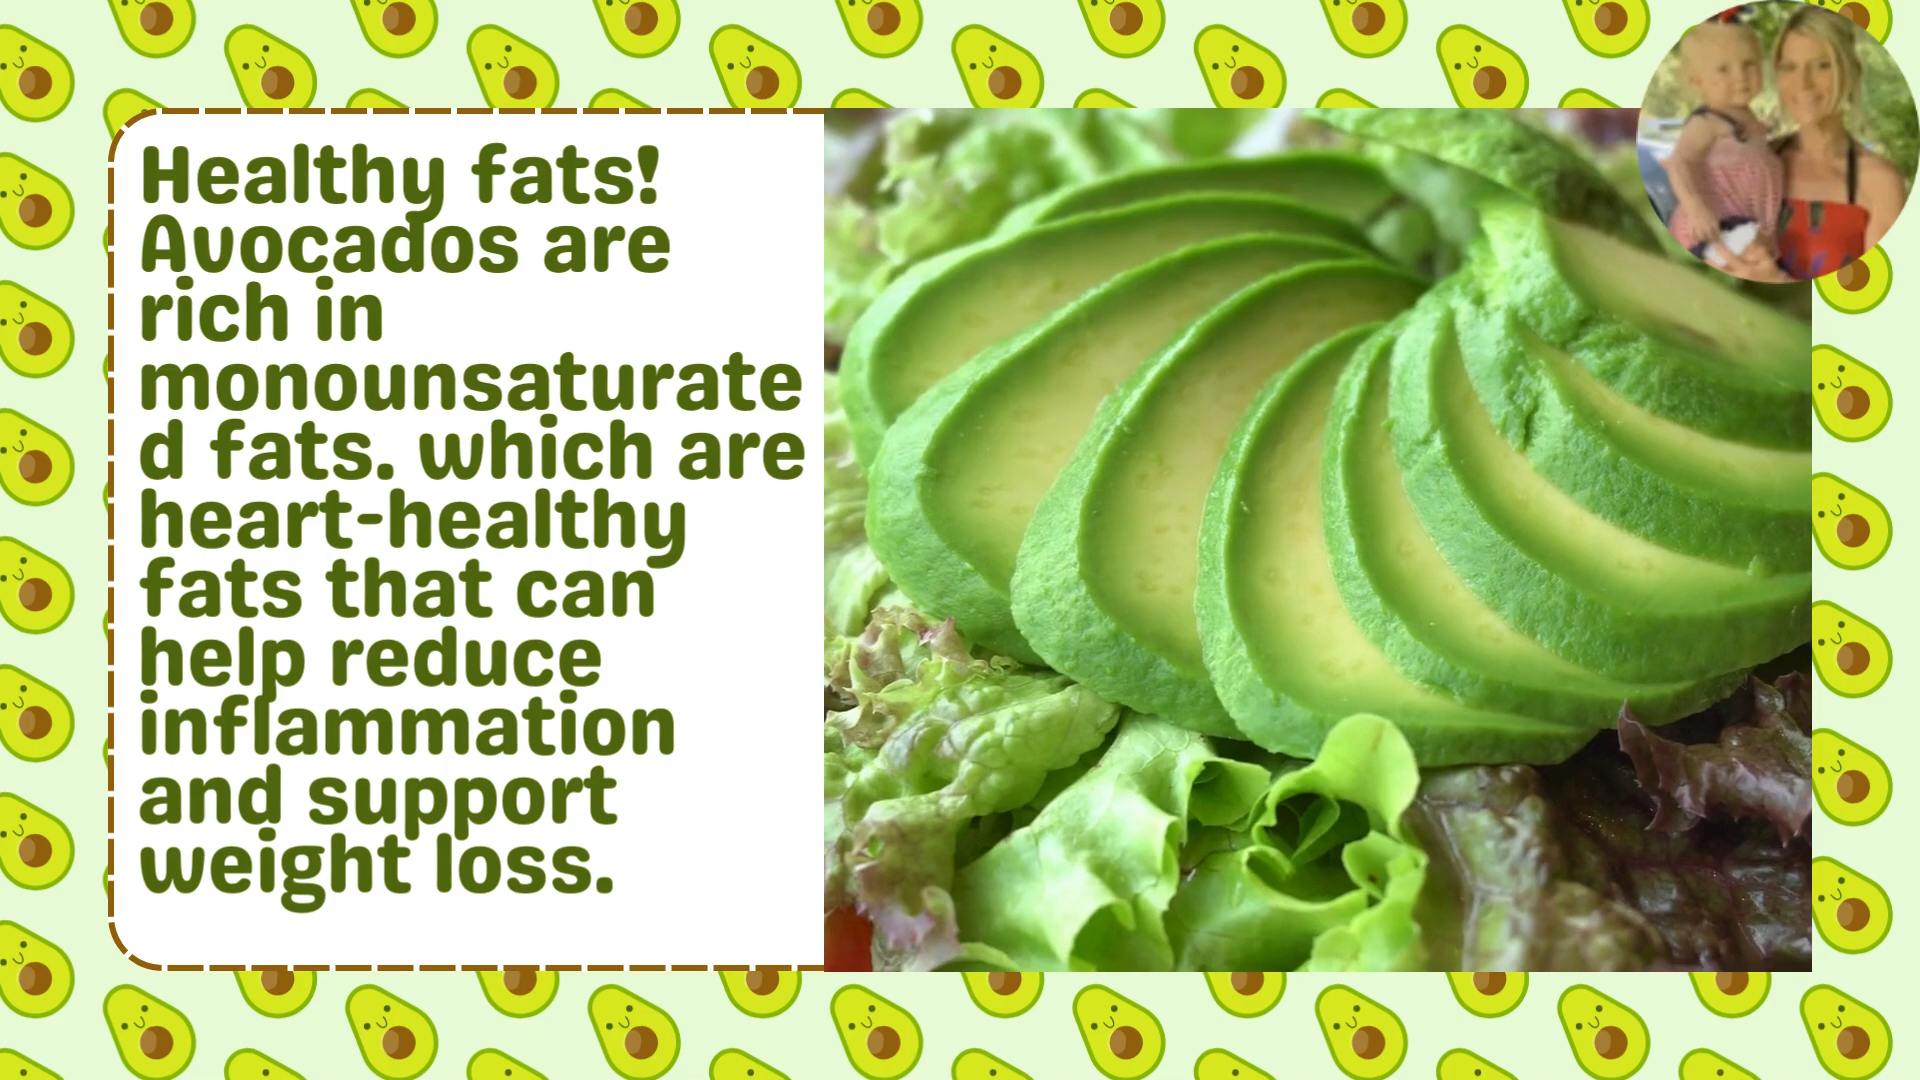 Healthy fats!
Avocados are
rich in
monounsaturate
d fats. which are
heart-healthy
fats that can
help reduce
inflammation
and support
weight loss.